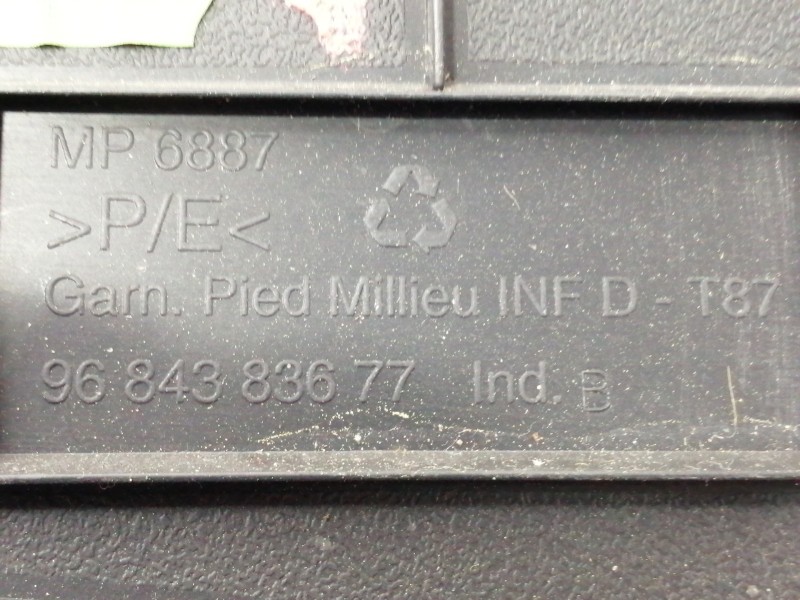 MP 6887
>P/E<
Garn. Pied Millieu INF D - T87
96 843 836 77 Ind. B